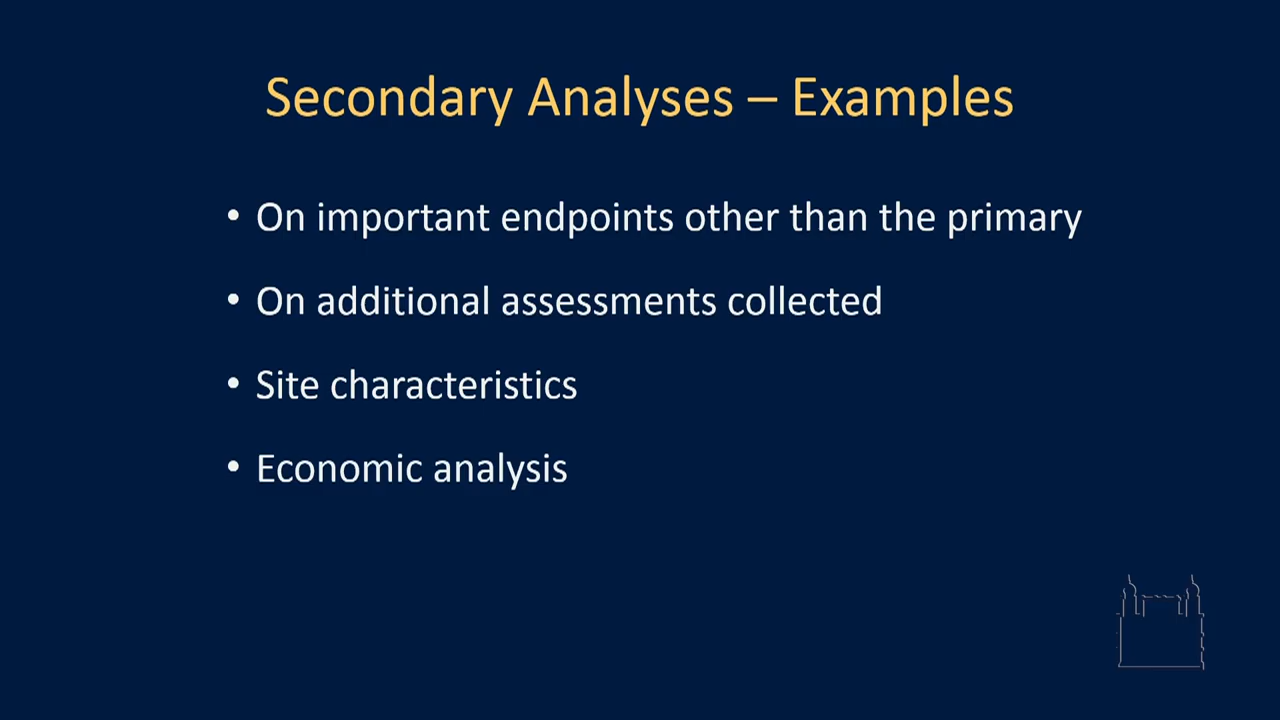 Secondary Analyses – Examples
• On important endpoints other than the primary
• On additional assessments collected
• Site characteristics
• Economic analysis